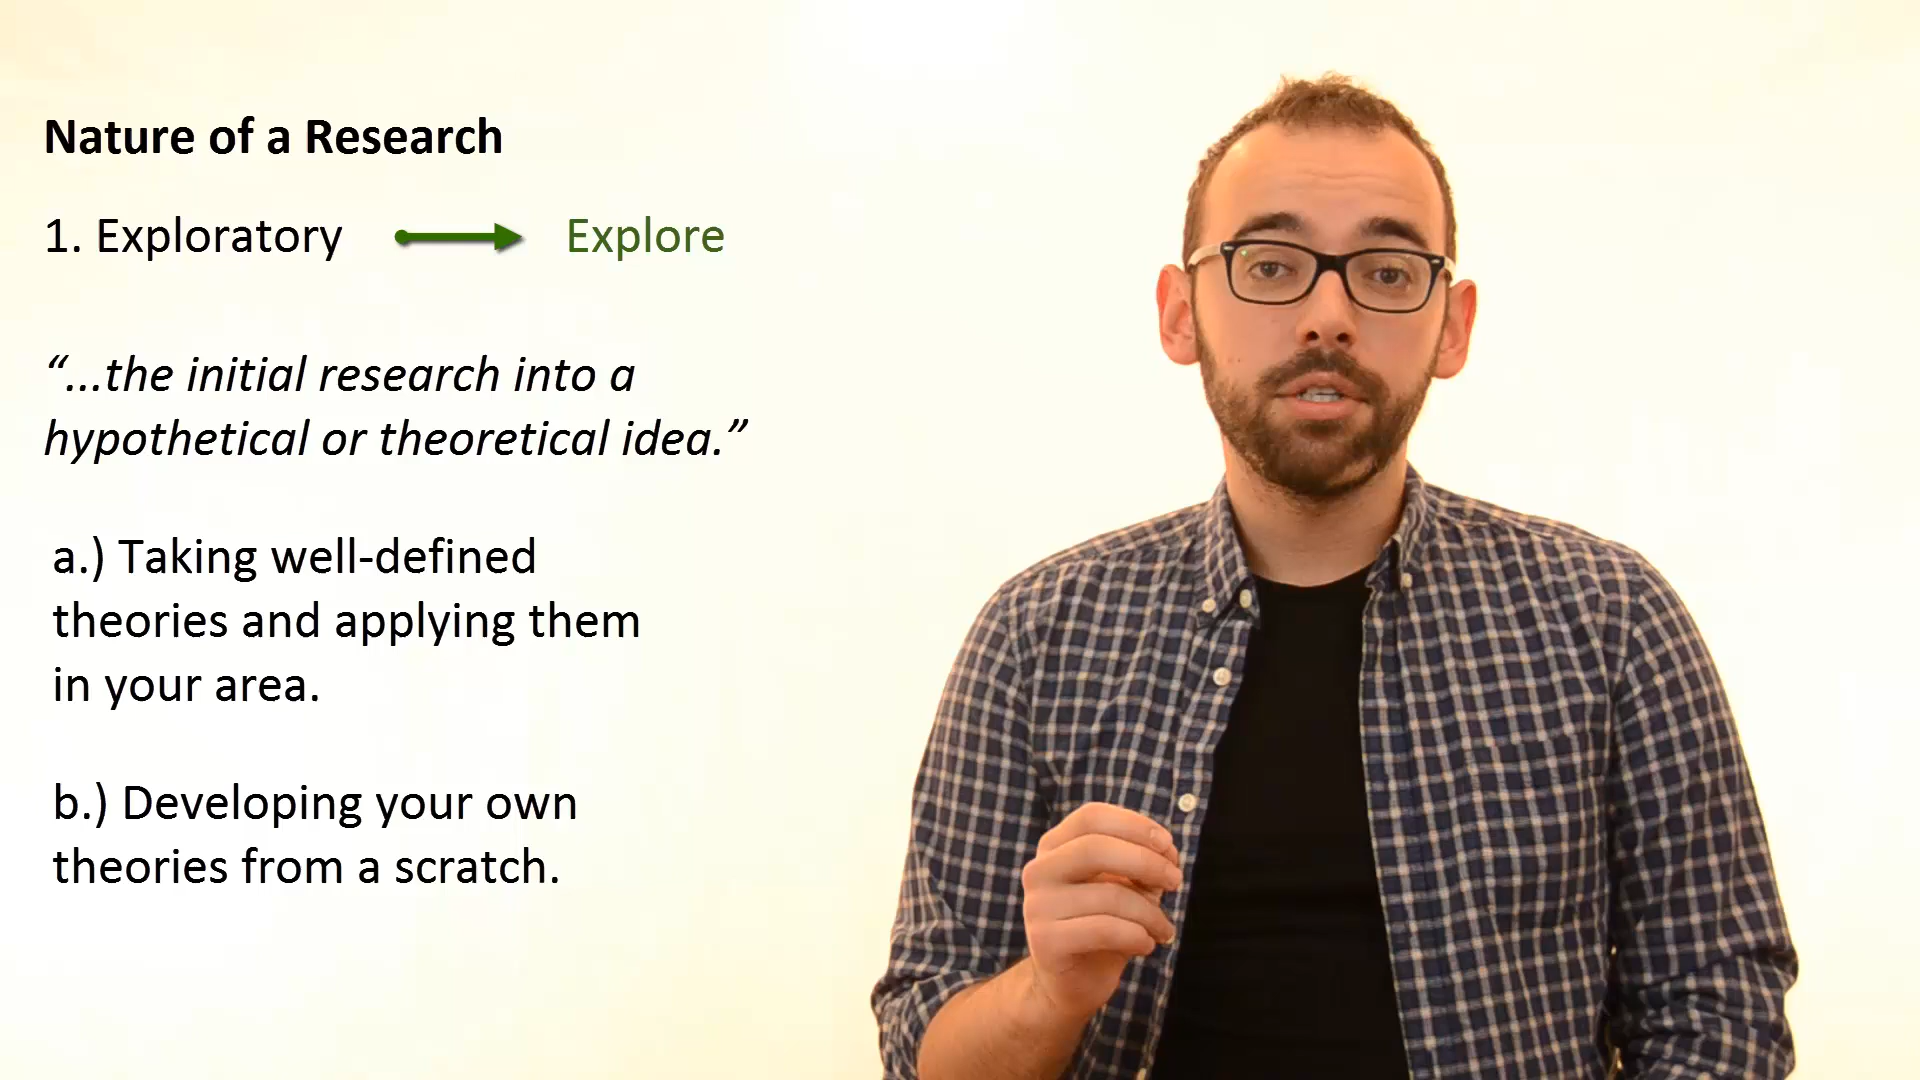 Nature of a Research
1. Exploratory Explore
“...the initial research into a
hypothetical or theoretical idea.”
a.) Taking well-defined
theories and applying them
in your area.
b.) Developing your own
theories from a scratch.